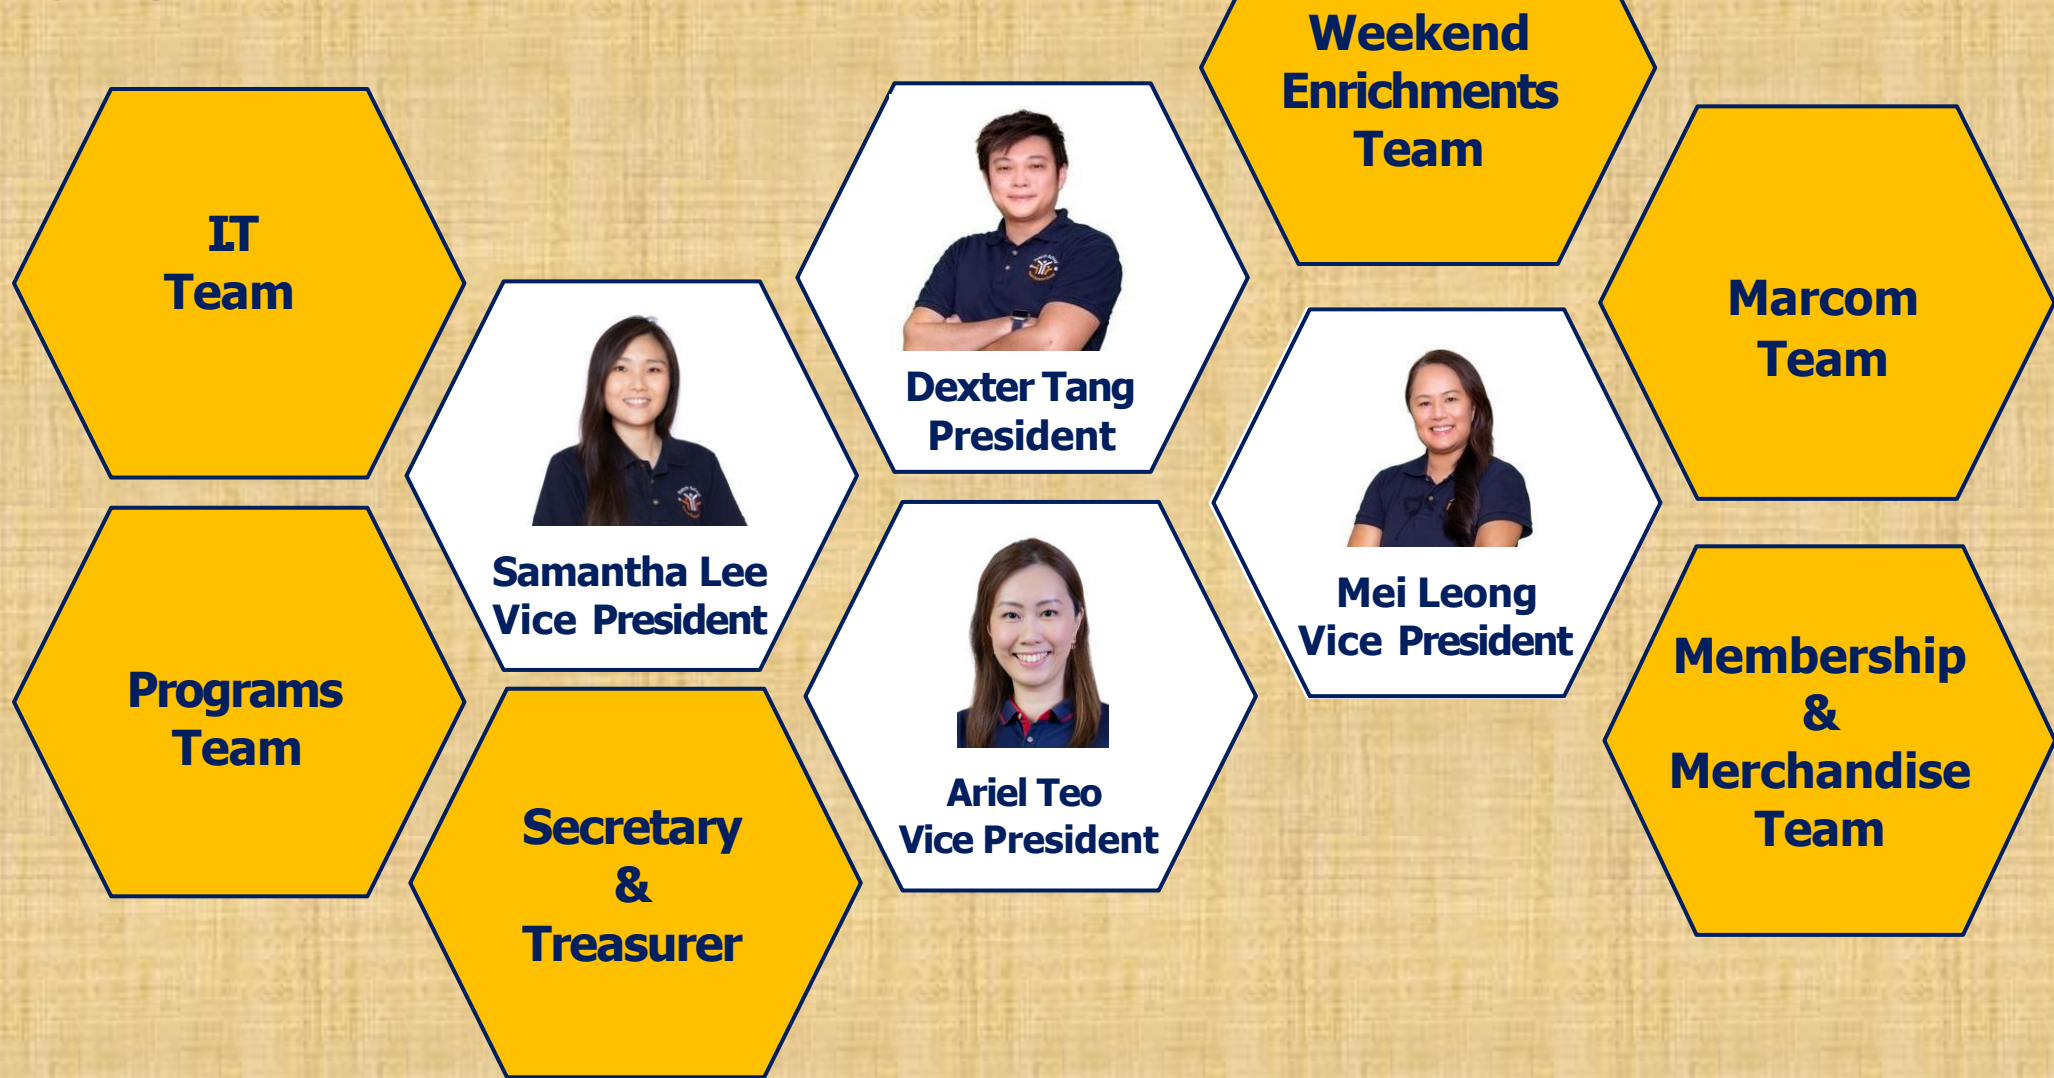 Weekend
Enrichments
Team
IT
Team
Dexter Tang
President
Marcom
Team
Samantha Lee
Vice President
Mei Leong
Vice President
Programs
Team
Ariel Teo
Vice President
Membership
&
Merchandise
Team
Secretary
&
Treasurer